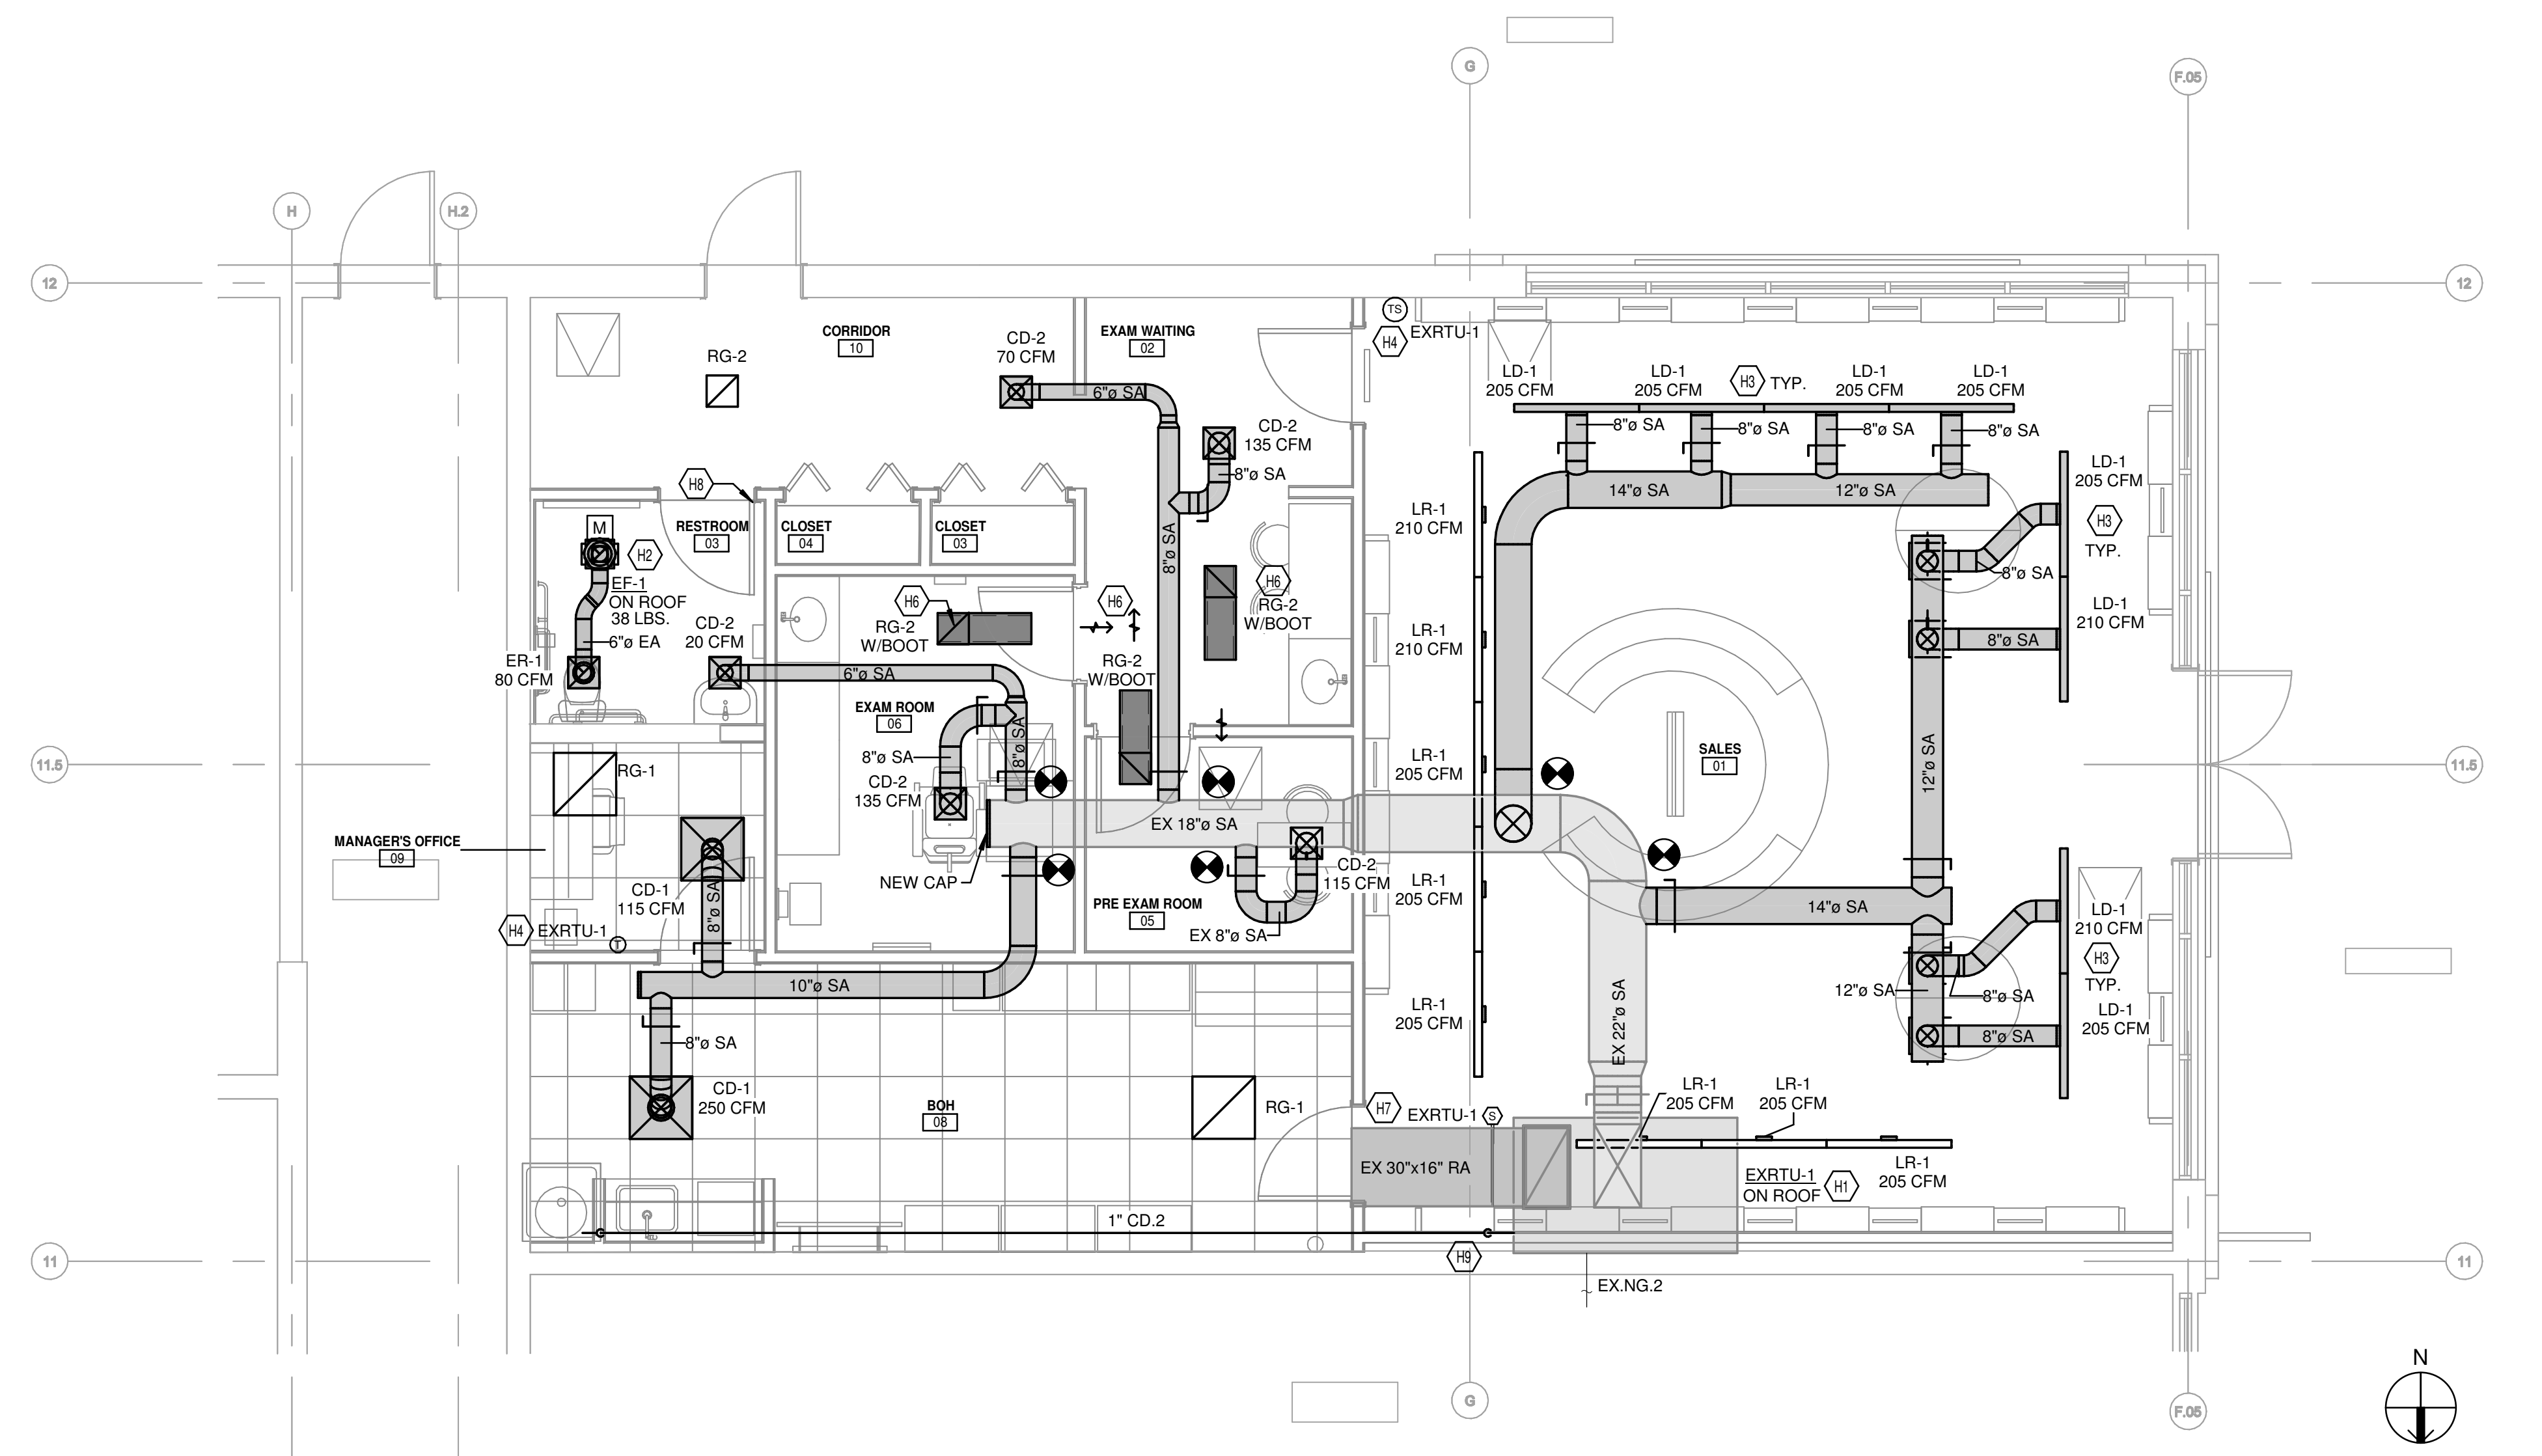 G
F.05
H
H.2
12
12
TS
H4
EXRTU-1
CORRIDOR
10
EXAM WAITING
02
CD-2
70 CFM
RG-2
6"ø SA
LD-1
205 CFM
LD-1
205 CFM
H3
TYP.
LD-1
205 CFM
LD-1
205 CFM
8"ø SA
8"ø SA
8"ø SA
8"ø SA
CD-2
135 CFM
8"ø SA
LD-1
205 CFM
H3
TYP.
H8
14"ø SA
12"ø SA
LR-1
210 CFM
RESTROOM
03
CLOSET
04
CLOSET
03
M
H2
EF-1
ON ROOF
38 LBS.
6"ø EA
8"ø SA
8"ø SA
H6
RG-2
W/BOOT
H6
H6
RG-2
W/BOOT
LD-1
210 CFM
CD-2
20 CFM
LR-1
210 CFM
8"ø SA
ER-1
80 CFM
RG-2
W/BOOT
6"ø SA
EXAM ROOM
06
8"ø SA
8"ø SA
SALES
01
12"ø SA
11.5
11.5
RG-1
LR-1
205 CFM
CD-2
135 CFM
EX 18"ø SA
MANAGER'S OFFICE
09
NEW CAP
CD-2
115 CFM
LR-1
205 CFM
CD-1
115 CFM
8"ø SA
PRE EXAM ROOM
05
14"ø SA
LD-1
210 CFM
H3
TYP.
H4
EXRTU-1
T
EX 8"ø SA
10"ø SA
12"ø SA
8"ø SA
LR-1
205 CFM
LD-1
205 CFM
EX 22"ø SA
8"ø SA
8"ø SA
CD-1
250 CFM
BOH
08
RG-1
H7
EXRTU-1
S
LR-1
205 CFM
LR-1
205 CFM
EX 30"x16" RA
EXRTU-1
ON ROOF
H1
LR-1
205 CFM
1" CD.2
H9
11
11
EX.NG.2
N
G
F.05